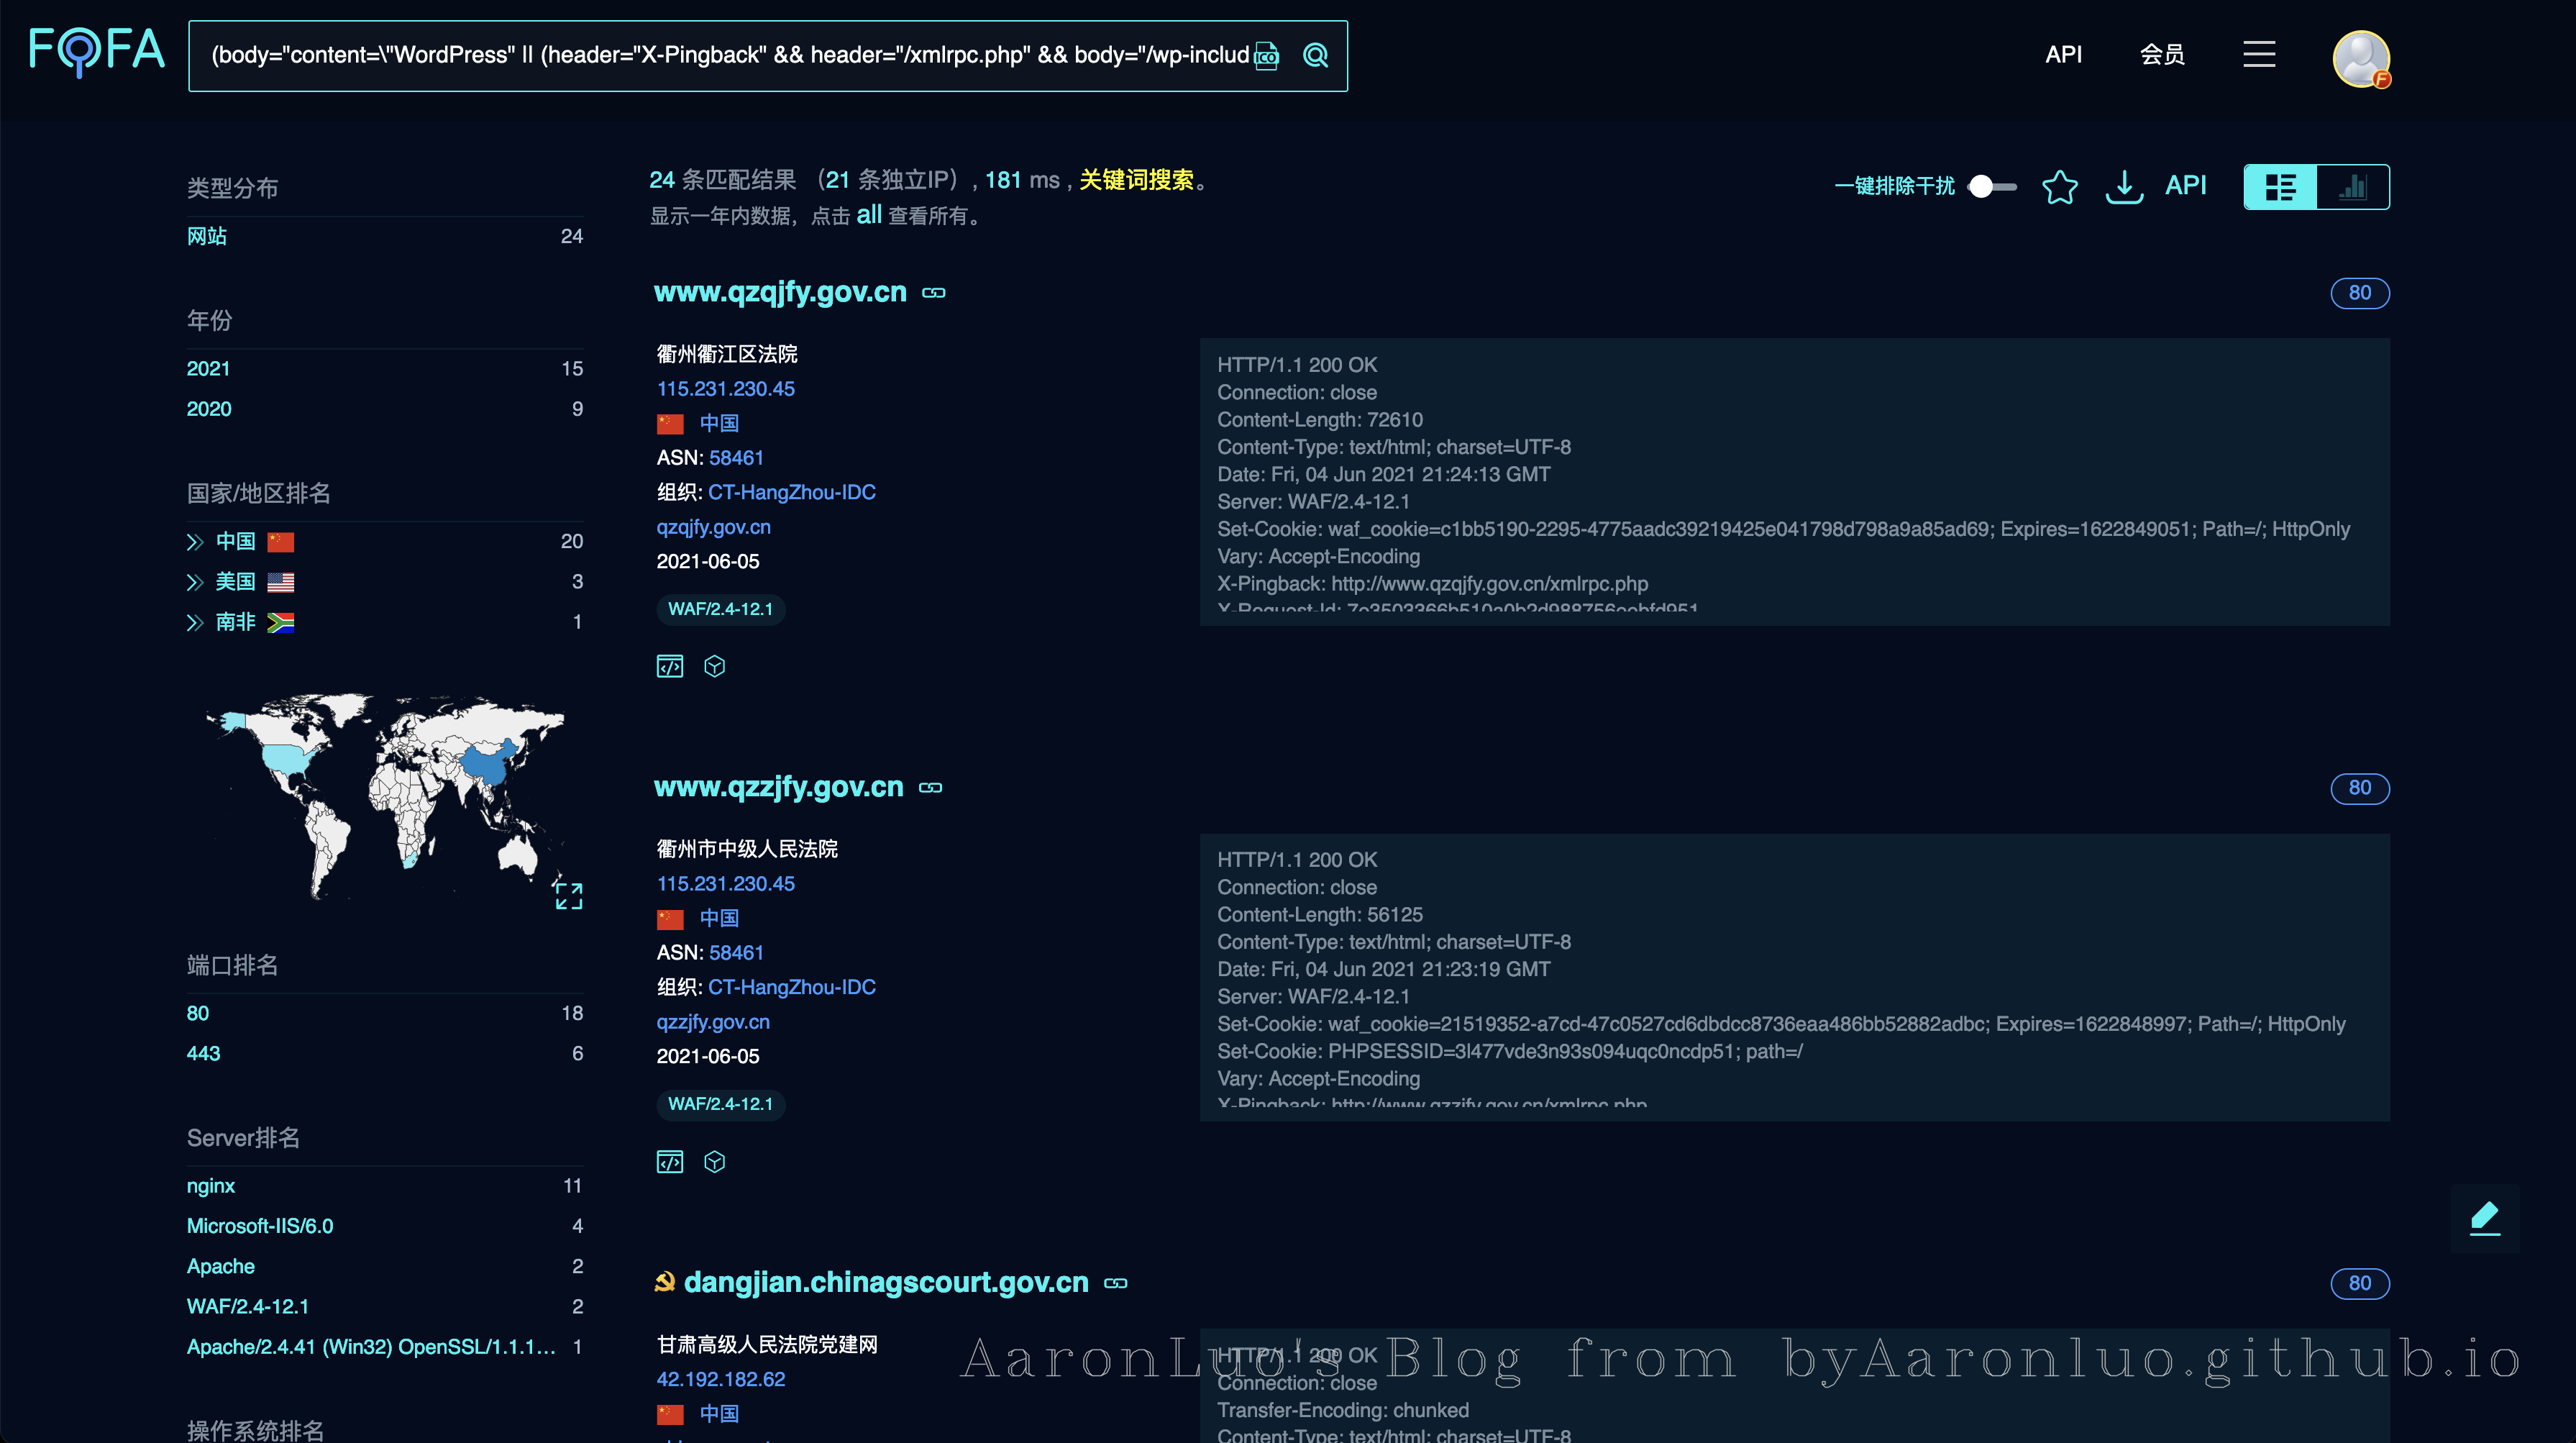 FOFA
(body="content=\"WordPress" || (header="X-Pingback" && header="/xmlrpc.php" && body="/wp-includ
ICO
API
会员
F
类型分布
网站 24
年份
2021 15
2020 9
国家/地区排名
中国 20
美国 3
南非 1
端口排名
80 18
443 6
Server排名
nginx 11
Microsoft-IIS/6.0 4
Apache 2
WAF/2.4-12.1 2
Apache/2.4.41 (Win32) OpenSSL/1.1.1... 1
操作系统排名
24 条匹配结果 （21 条独立IP）, 181 ms , 关键词搜索。
显示一年内数据，点击 all 查看所有。
一键排除干扰
API
www.qzqjfy.gov.cn
80
衢州衢江区法院
115.231.230.45
中国
ASN: 58461
组织: CT-HangZhou-IDC
qzqjfy.gov.cn
2021-06-05
WAF/2.4-12.1
HTTP/1.1 200 OK
Connection: close
Content-Length: 72610
Content-Type: text/html; charset=UTF-8
Date: Fri, 04 Jun 2021 21:24:13 GMT
Server: WAF/2.4-12.1
Set-Cookie: waf_cookie=c1bb5190-2295-4775aadc39219425e041798d798a9a85ad69; Expires=1622849051; Path=/; HttpOnly
Vary: Accept-Encoding
X-Pingback: http://www.qzqjfy.gov.cn/xmlrpc.php
X-Request-Id:
www.qzzjfy.gov.cn
80
衢州市中级人民法院
115.231.230.45
中国
ASN: 58461
组织: CT-HangZhou-IDC
qzzjfy.gov.cn
2021-06-05
WAF/2.4-12.1
HTTP/1.1 200 OK
Connection: close
Content-Length: 56125
Content-Type: text/html; charset=UTF-8
Date: Fri, 04 Jun 2021 21:23:19 GMT
Server: WAF/2.4-12.1
Set-Cookie: waf_cookie=21519352-a7cd-47c0527cd6dbdcc8736eaa486bb52882adbc; Expires=1622848997; Path=/; HttpOnly
Set-Cookie: PHPSESSID=3l477vde3n93s094uqc0ncdp51; path=/
Vary: Accept-Encoding
X-Pingback: http://www.qzzjfy.gov.cn/xmlrpc.php
dangjian.chinagscourt.gov.cn
80
甘肃高级人民法院党建网
42.192.182.62
中国
HTTP/1.1 200 OK
Connection: close
Transfer-Encoding: chunked
Content-Type: text/html; charset=UTF-8
AaronLuo's Blog from byAaronluo.github.io